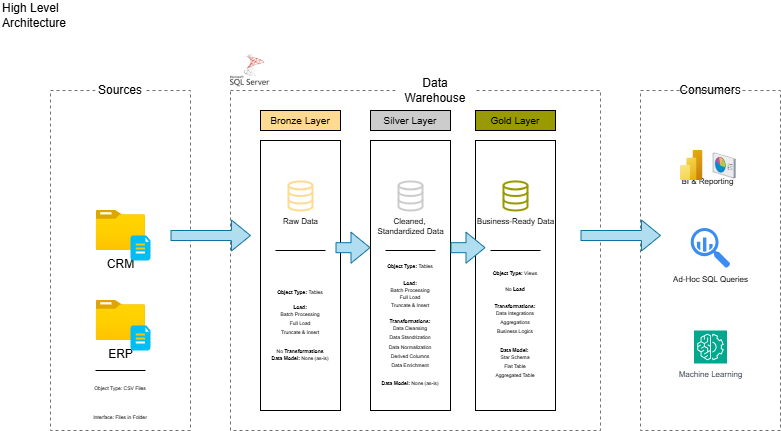 High Level
Architecture
Sources
CRM
ERP
Object Type: CSV Files
Interface: Files in Folder
Microsoft
SQL Server
Data
Warehouse
Bronze Layer
Raw Data
Object Type: Tables
Load:
Batch Processing
Full Load
Truncate & Insert
No Transformations
Data Model: None (as-is)
Silver Layer
Cleaned,
Standardized Data
Object Type: Tables
Load:
Batch Processing
Full Load
Truncate & Insert
Transformations:
Data Cleansing
Data Standrization
Data Normalization
Derived Columns
Data Enrichment
Data Model: None (as-is)
Gold Layer
Business-Ready Data
Object Type: Views
No Load
Transformations:
Data Integrations
Aggregations
Business Logics
Data Model:
Star Schema
Flat Table
Aggregated Table
Consumers
BI & Reporting
Ad-Hoc SQL Queries
Machine Learning